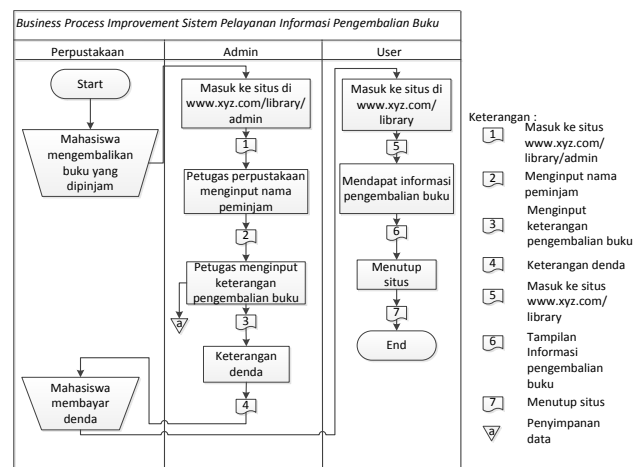 Business Process Improvement Sistem Pelayanan Informasi Pengembalian Buku
Perpustakaan
Admin
User
Start
Mahasiswa
mengembalikan
buku yang
dipinjam
Masuk ke situs di
www.xyz.com/library/
admin
1
Petugas perpustakaan
menginput nama
peminjam
2
Petugas menginput
keterangan
pengembalian buku
a
3
Keterangan
denda
4
Mahasiswa
membayar
denda
Masuk ke situs di
www.xyz.com/
library
5
Mendapat informasi
pengembalian buku
6
Menutup
situs
7
End
Keterangan :
1
Masuk ke situs
www.xyz.com/
library/admin
2
Menginput nama
peminjam
3
Menginput
keterangan
pengembalian buku
4
Keterangan denda
5
Masuk ke situs
www.xyz.com/
library
6
Tampilan
Informasi
pengembalian
buku
7
Menutup situs
a
Penyimpanan
data